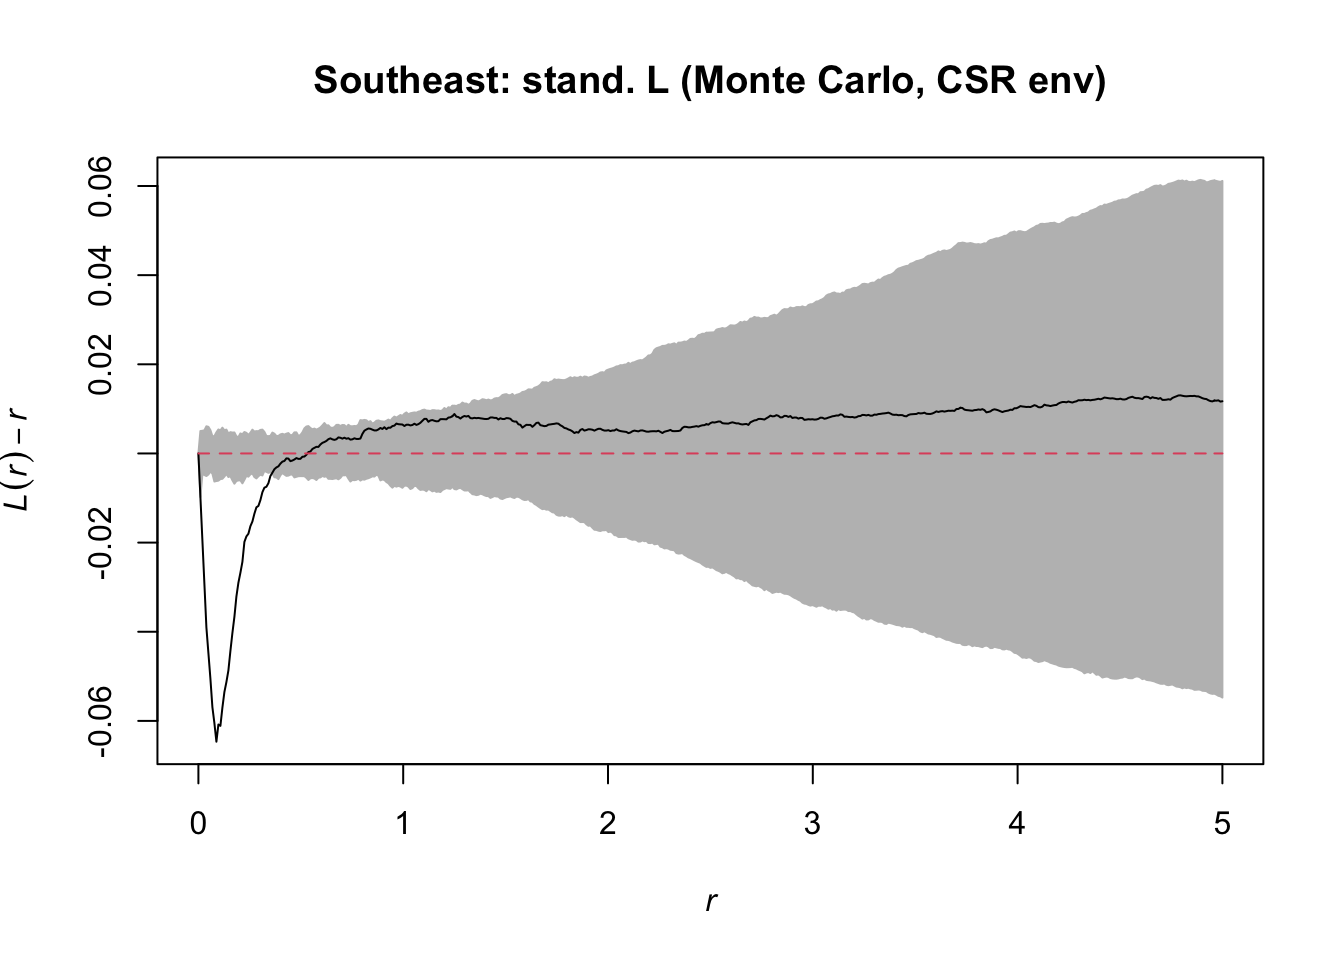 Southeast: stand. L (Monte Carlo, CSR env)
0.06
0.04
0.02
-0.02
-0.06
L(r) − r
0 1 2 3 4 5
r